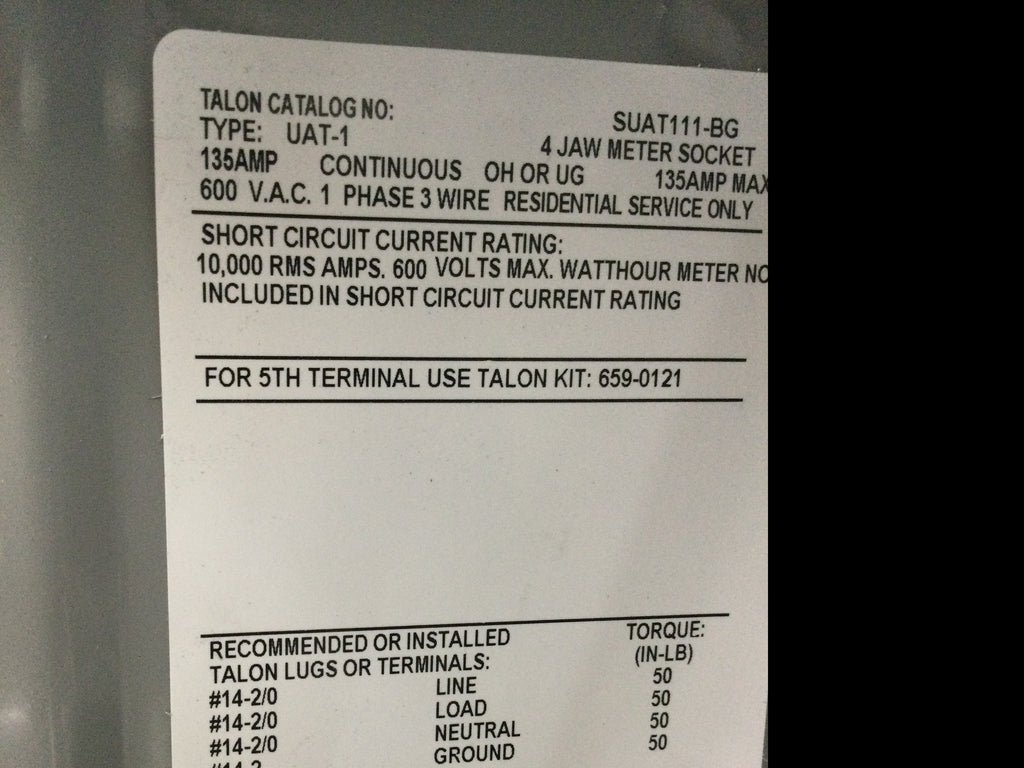 TALON CATALOG NO: SUAT111-BG
TYPE: UAT-1 4 JAW METER SOCKET
135AMP CONTINUOUS OH OR UG 135AMP MAX
600 V.A.C. 1 PHASE 3 WIRE RESIDENTIAL SERVICE ONLY
SHORT CIRCUIT CURRENT RATING:
10,000 RMS AMPS. 600 VOLTS MAX. WATTHOUR METER
INCLUDED IN SHORT CIRCUIT CURRENT RATING
FOR 5TH TERMINAL USE TALON KIT: 659-0121
RECOMMENDED OR INSTALLED TORQUE:
TALON LUGS OR TERMINALS: (IN-LB)
#14-2/0 LINE 50
#14-2/0 LOAD 50
#14-2/0 NEUTRAL 50
GROUND 50